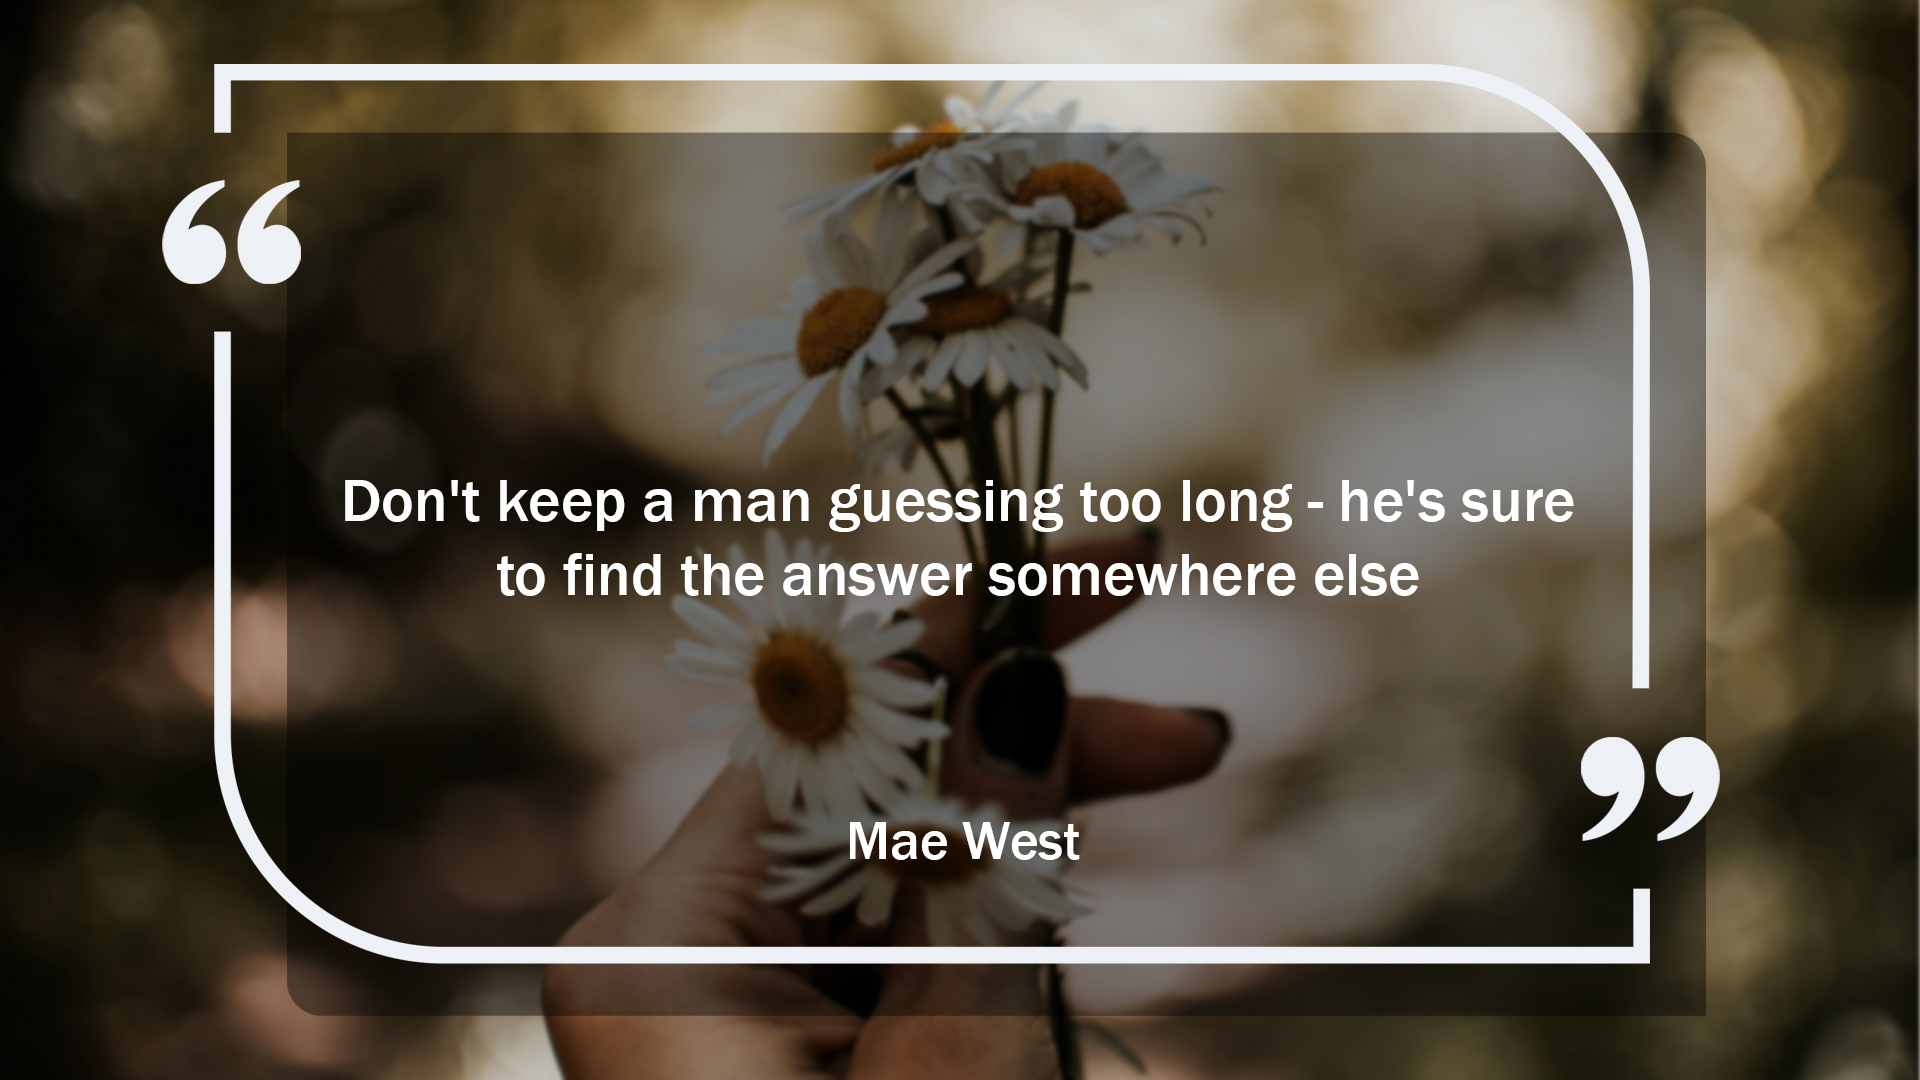 “
Don't keep a man guessing too long - he's sure
to find the answer somewhere else
Mae West
”